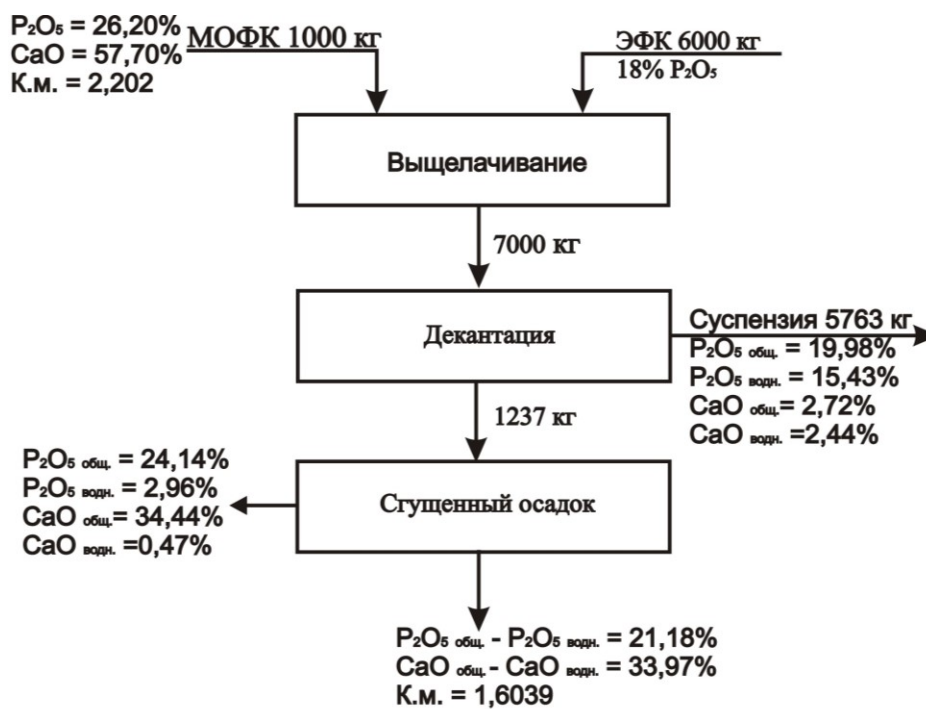 P₂O₅ = 26,20%
CaO = 57,70%
К.м. = 2,202
МОФК 1000 кг
ЭФК 6000 кг
18% P₂O₅
Выщелачивание
7000 кг
Декантация
Суспензия 5763 кг
P₂O₅ общ. = 19,98%
P₂O₅ водн. = 15,43%
CaO общ.= 2,72%
CaO водн. =2,44%
1237 кг
P₂O₅ общ. = 24,14%
P₂O₅ водн. = 2,96%
CaO общ.= 34,44%
CaO водн. =0,47%
Сгущенный осадок
P₂O₅ общ. - P₂O₅ водн. = 21,18%
CaO общ. - CaO водн. = 33,97%
К.м. = 1,6039